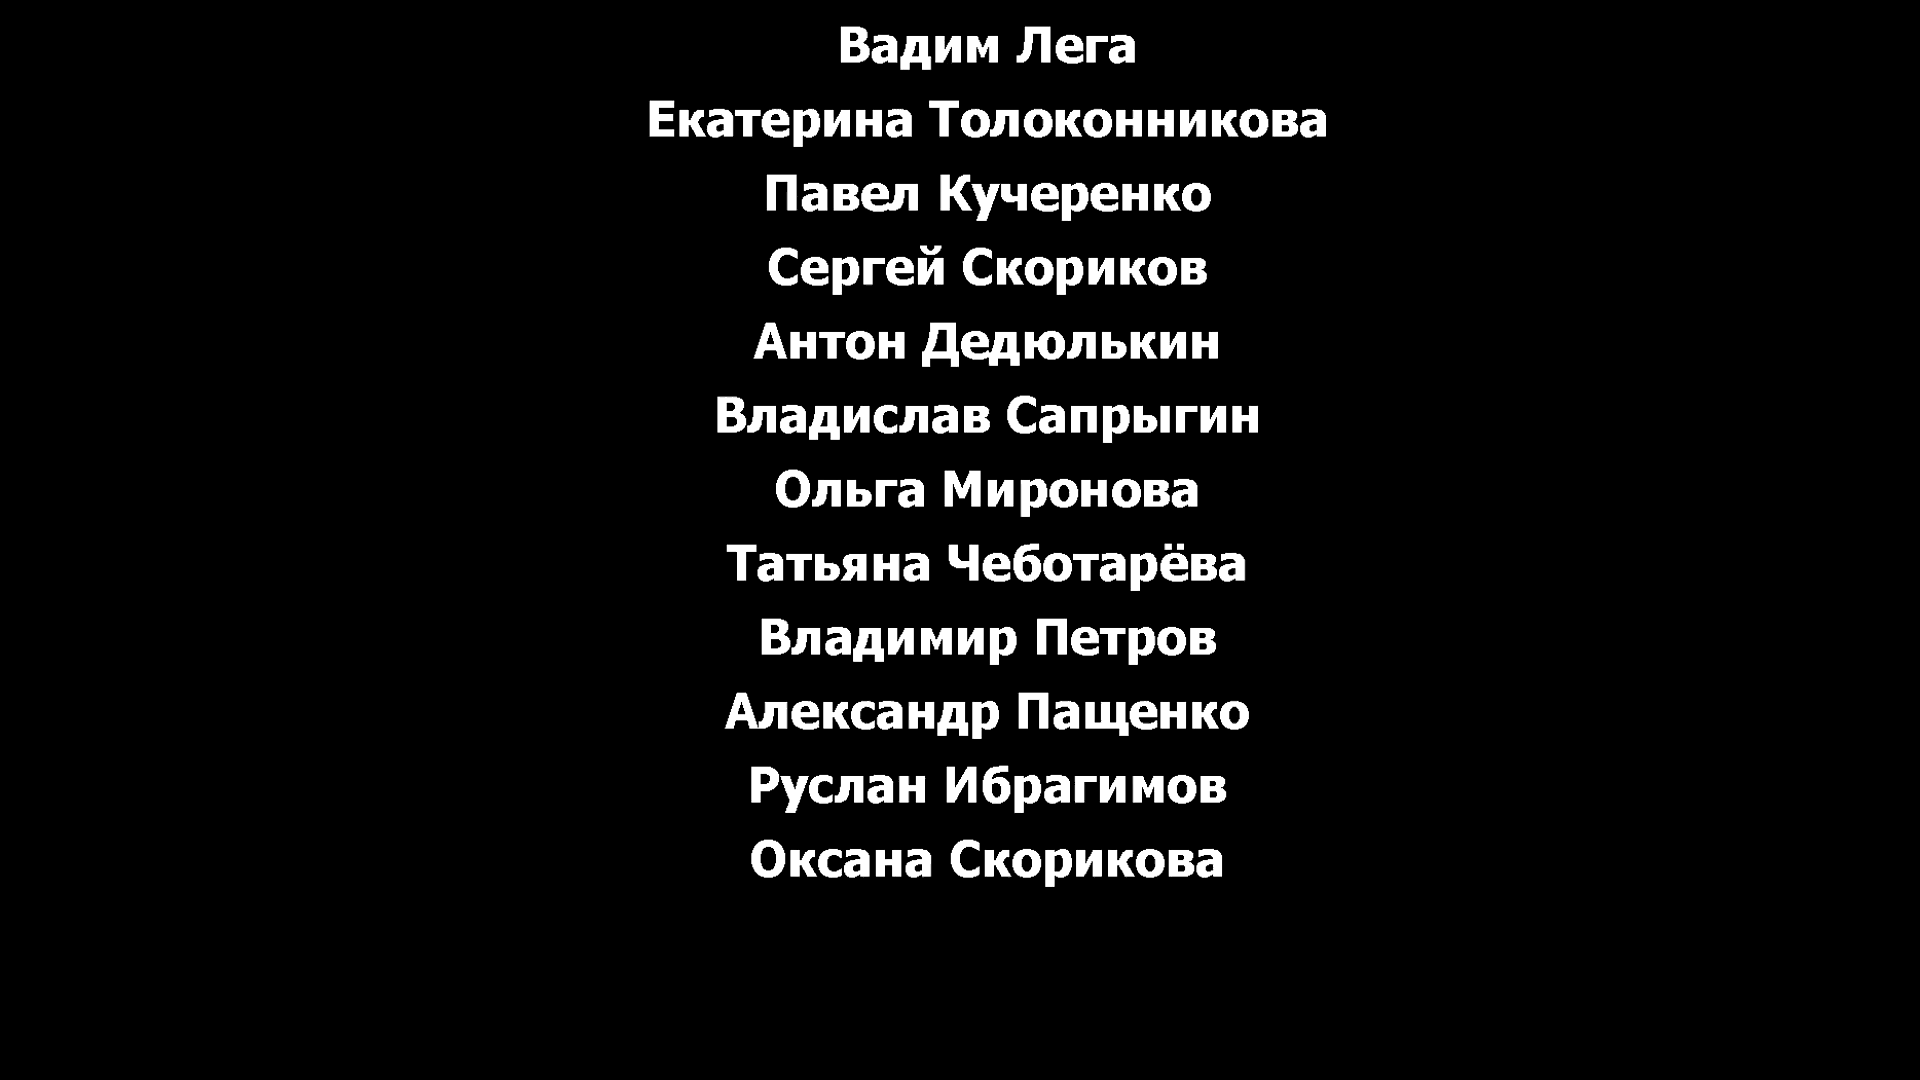 Вадим Лега
Екатерина Толоконникова
Павел Кучеренко
Сергей Скориков
Антон Дедюлькин
Владислав Сапрыгин
Ольга Миронова
Татьяна Чеботарёва
Владимир Петров
Александр Пащенко
Руслан Ибрагимов
Оксана Скорикова